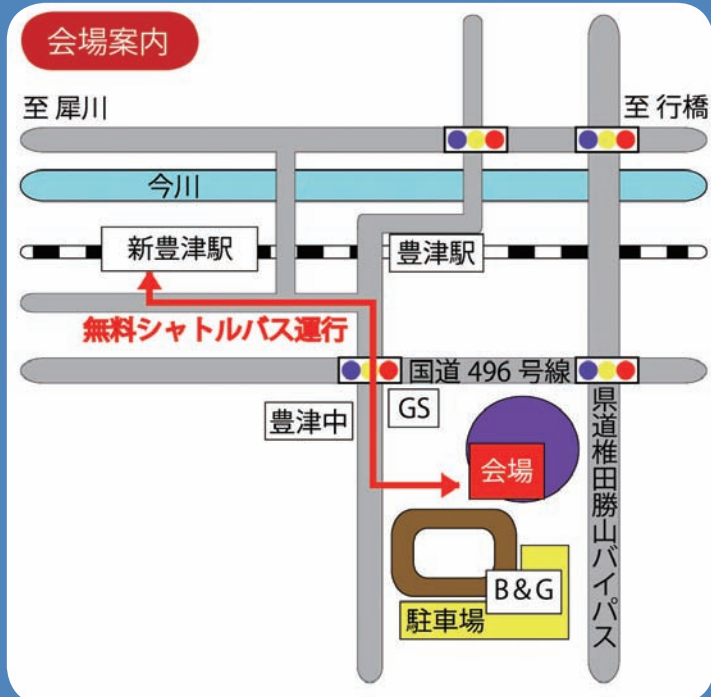 会場案内
至 犀川
至 行橋
今川
新豊津駅
豊津駅
無料シャトルバス運行
国道 496 号線
GS
豊津中
会場
県道椎田勝山バイパス
B&G
駐車場